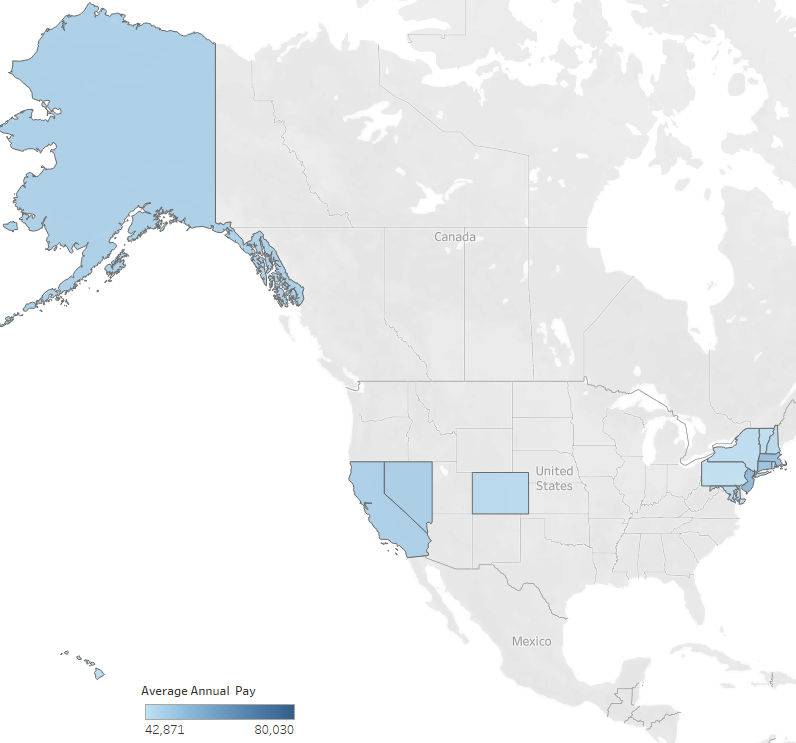 Canada
United
States
Mexico
Average Annual Pay
42,871 80,030